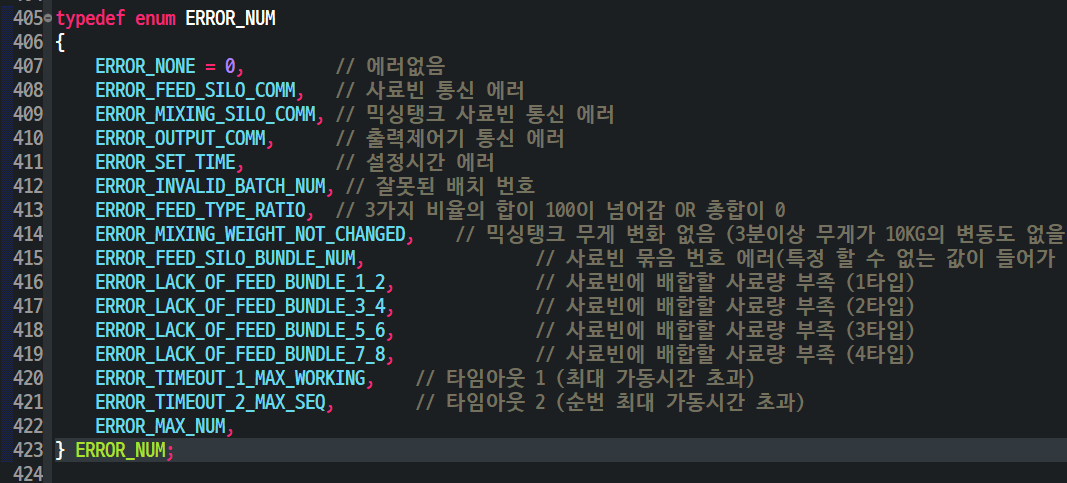 405 typedef enum ERROR_NUM
406 {
407 ERROR_NONE = 0, // 에러없음
408 ERROR_FEED_SILO_COMM, // 사료빈 통신 에러
409 ERROR_MIXING_SILO_COMM, // 믹싱탱크 사료빈 통신 에러
410 ERROR_OUTPUT_COMM, // 출력제어기 통신 에러
411 ERROR_SET_TIME, // 설정시간 에러
412 ERROR_INVALID_BATCH_NUM, // 잘못된 배치 번호
413 ERROR_FEED_TYPE_RATIO, // 3가지 비율의 합이 100이 넘어감 OR 총합이 0
414 ERROR_MIXING_WEIGHT_NOT_CHANGED, // 믹싱탱크 무게 변화 없음 (3분이상 무게가 10KG의 변동도 없을
415 ERROR_FEED_SILO_BUNDLE_NUM, // 사료빈 묶음 번호 에러(특정 할 수 없는 값이 들어가
416 ERROR_LACK_OF_FEED_BUNDLE_1_2, // 사료빈에 배합할 사료량 부족 (1타입)
417 ERROR_LACK_OF_FEED_BUNDLE_3_4, // 사료빈에 배합할 사료량 부족 (2타입)
418 ERROR_LACK_OF_FEED_BUNDLE_5_6, // 사료빈에 배합할 사료량 부족 (3타입)
419 ERROR_LACK_OF_FEED_BUNDLE_7_8, // 사료빈에 배합할 사료량 부족 (4타입)
420 ERROR_TIMEOUT_1_MAX_WORKING, // 타임아웃 1 (최대 가동시간 초과)
421 ERROR_TIMEOUT_2_MAX_SEQ, // 타임아웃 2 (순번 최대 가동시간 초과)
422 ERROR_MAX_NUM,
423 } ERROR_NUM;
424